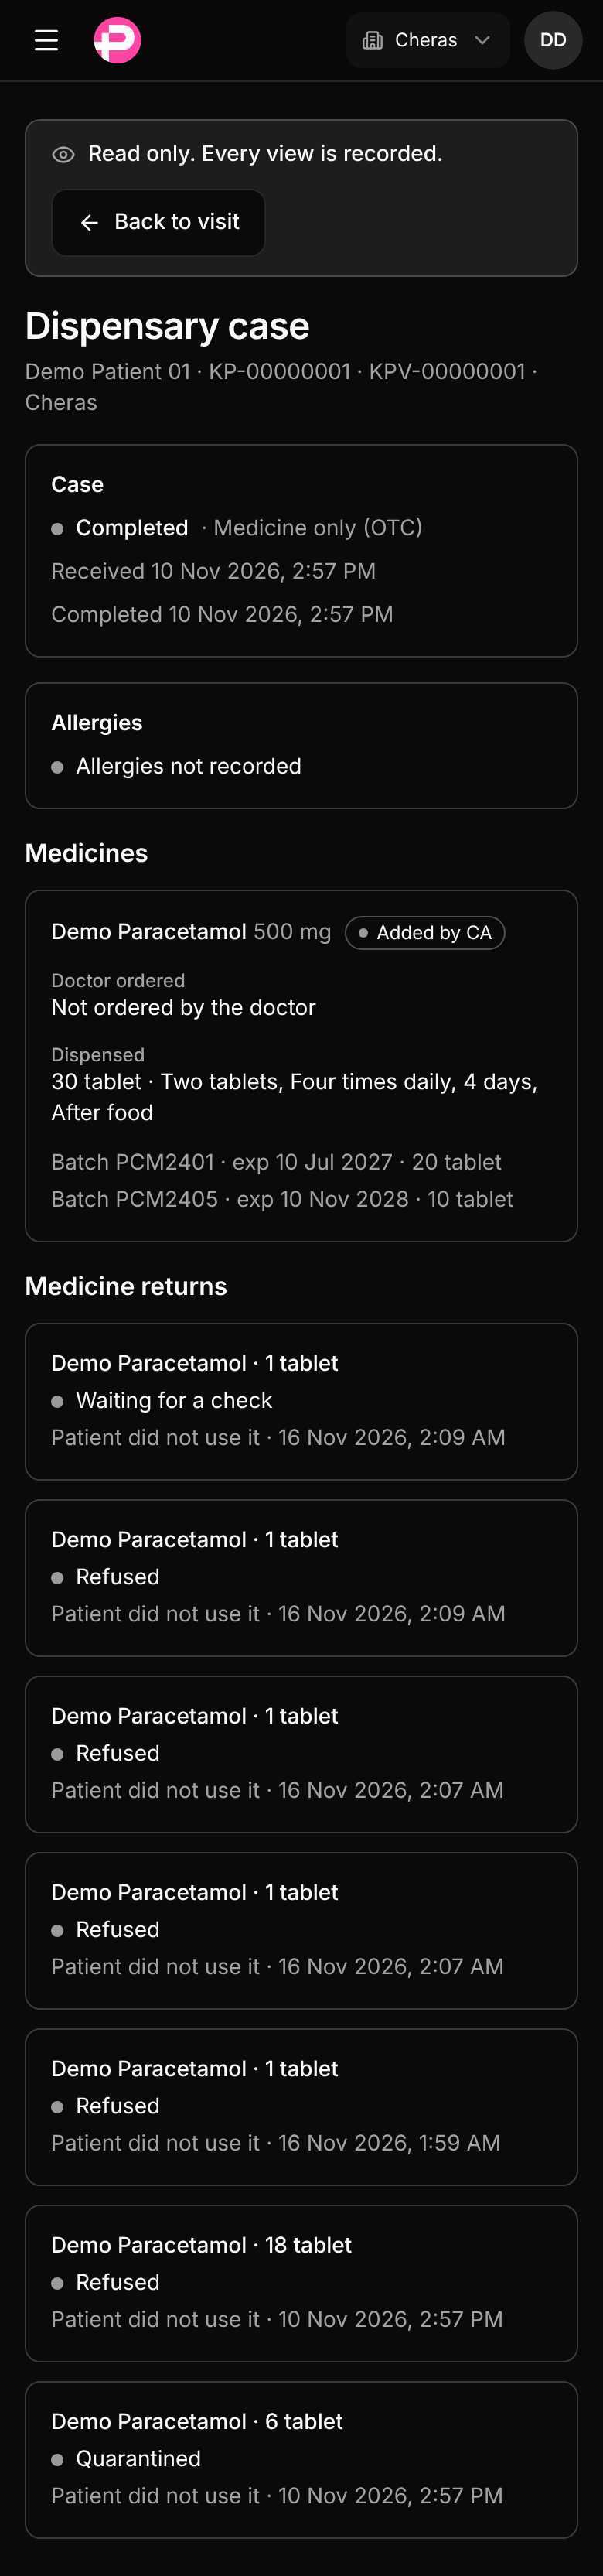 Cheras
DD
Read only. Every view is recorded.
Back to visit
Dispensary case
Demo Patient 01 · KP-00000001 · KPV-00000001 ·
Cheras
Case
Completed · Medicine only (OTC)
Received 10 Nov 2026, 2:57 PM
Completed 10 Nov 2026, 2:57 PM
Allergies
Allergies not recorded
Medicines
Demo Paracetamol 500 mg Added by CA
Doctor ordered
Not ordered by the doctor
Dispensed
30 tablet · Two tablets, Four times daily, 4 days,
After food
Batch PCM2401 · exp 10 Jul 2027 · 20 tablet
Batch PCM2405 · exp 10 Nov 2028 · 10 tablet
Medicine returns
Demo Paracetamol · 1 tablet
Waiting for a check
Patient did not use it · 16 Nov 2026, 2:09 AM
Demo Paracetamol · 1 tablet
Refused
Patient did not use it · 16 Nov 2026, 2:09 AM
Demo Paracetamol · 1 tablet
Refused
Patient did not use it · 16 Nov 2026, 2:07 AM
Demo Paracetamol · 1 tablet
Refused
Patient did not use it · 16 Nov 2026, 2:07 AM
Demo Paracetamol · 1 tablet
Refused
Patient did not use it · 16 Nov 2026, 1:59 AM
Demo Paracetamol · 18 tablet
Refused
Patient did not use it · 10 Nov 2026, 2:57 PM
Demo Paracetamol · 6 tablet
Quarantined
Patient did not use it · 10 Nov 2026, 2:57 PM